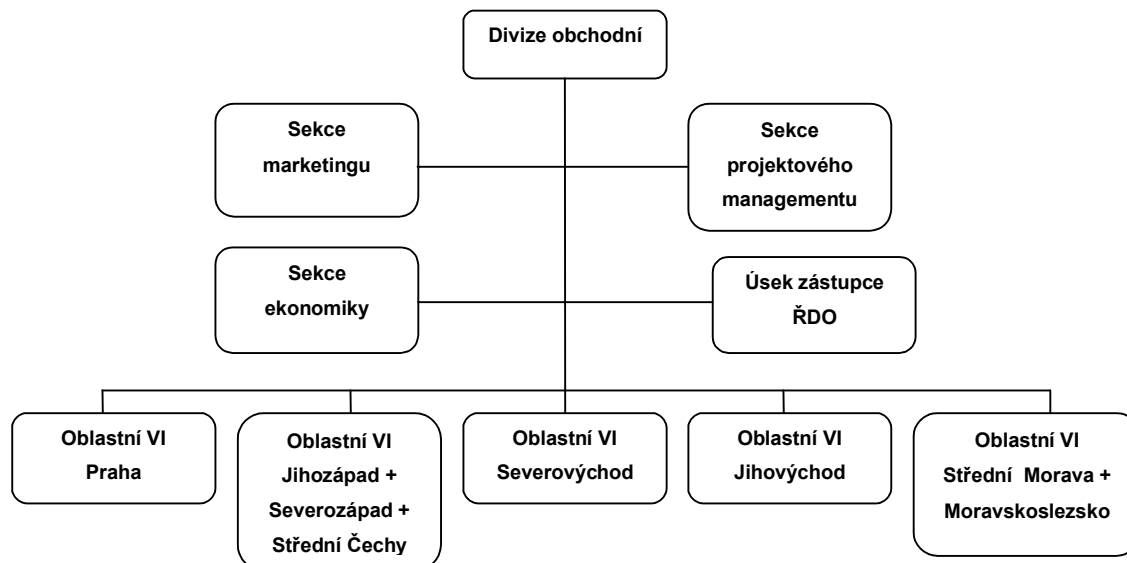 Divize obchodní
Sekce
marketingu
Sekce
projektového
managementu
Sekce
ekonomiky
Úsek zástupce
ŘDO
Oblastní VI
Praha
Oblastní VI
Jihozápad +
Severozápad +
Střední Čechy
Oblastní VI
Severovýchod
Oblastní VI
Jihovýchod
Oblastní VI
Střední Morava +
Moravskoslezsko